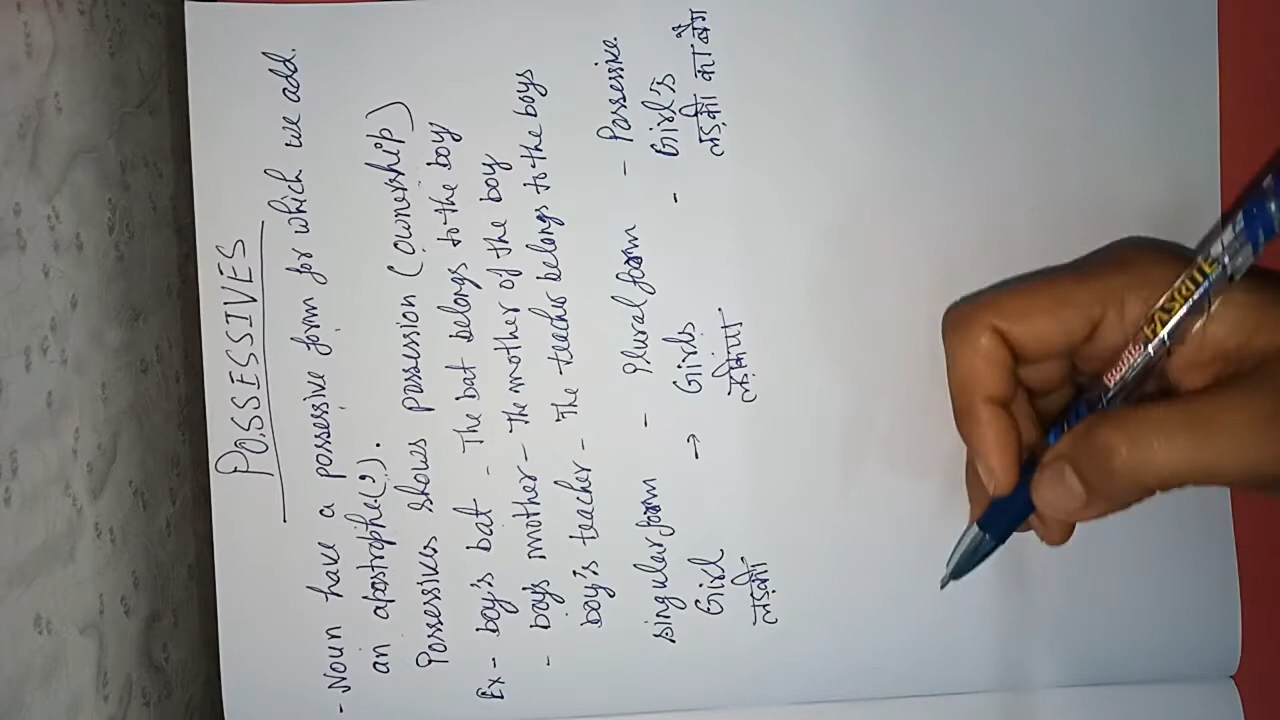 POSSESSIVES
- Noun have a possessive form for which we add.
an apostrophe(').
Possessives shows possession (ownership)
Ex - boy's bat - The bat belongs to the boy
- boys mother - The mother of the boy
boy's teacher - The teacher belongs to the boys
singular form - Plural form - Possessive
Girl → Girls - Girl's
लड़की लड़कियां लड़की का बैग